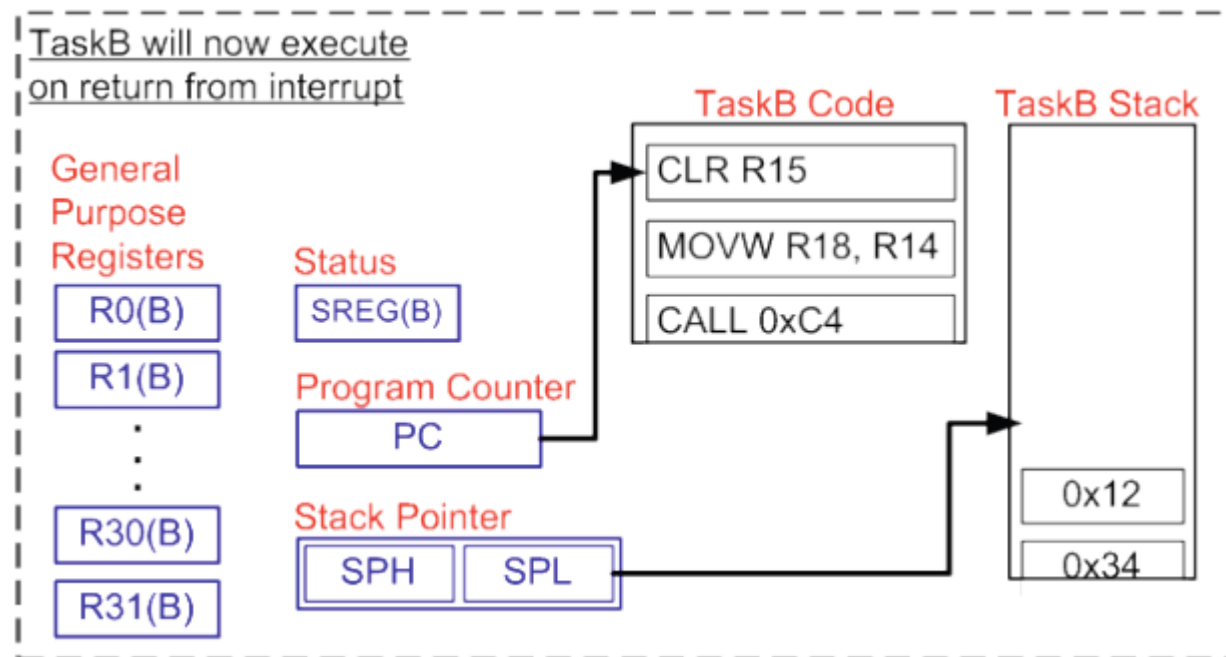 TaskB will now execute
on return from interrupt
General
Purpose
Registers
R0(B)
R1(B)
R30(B)
R31(B)
Status
SREG(B)
Program Counter
PC
Stack Pointer
SPH SPL
TaskB Code
CLR R15
MOVW R18, R14
CALL 0xC4
TaskB Stack
0x12
0x34